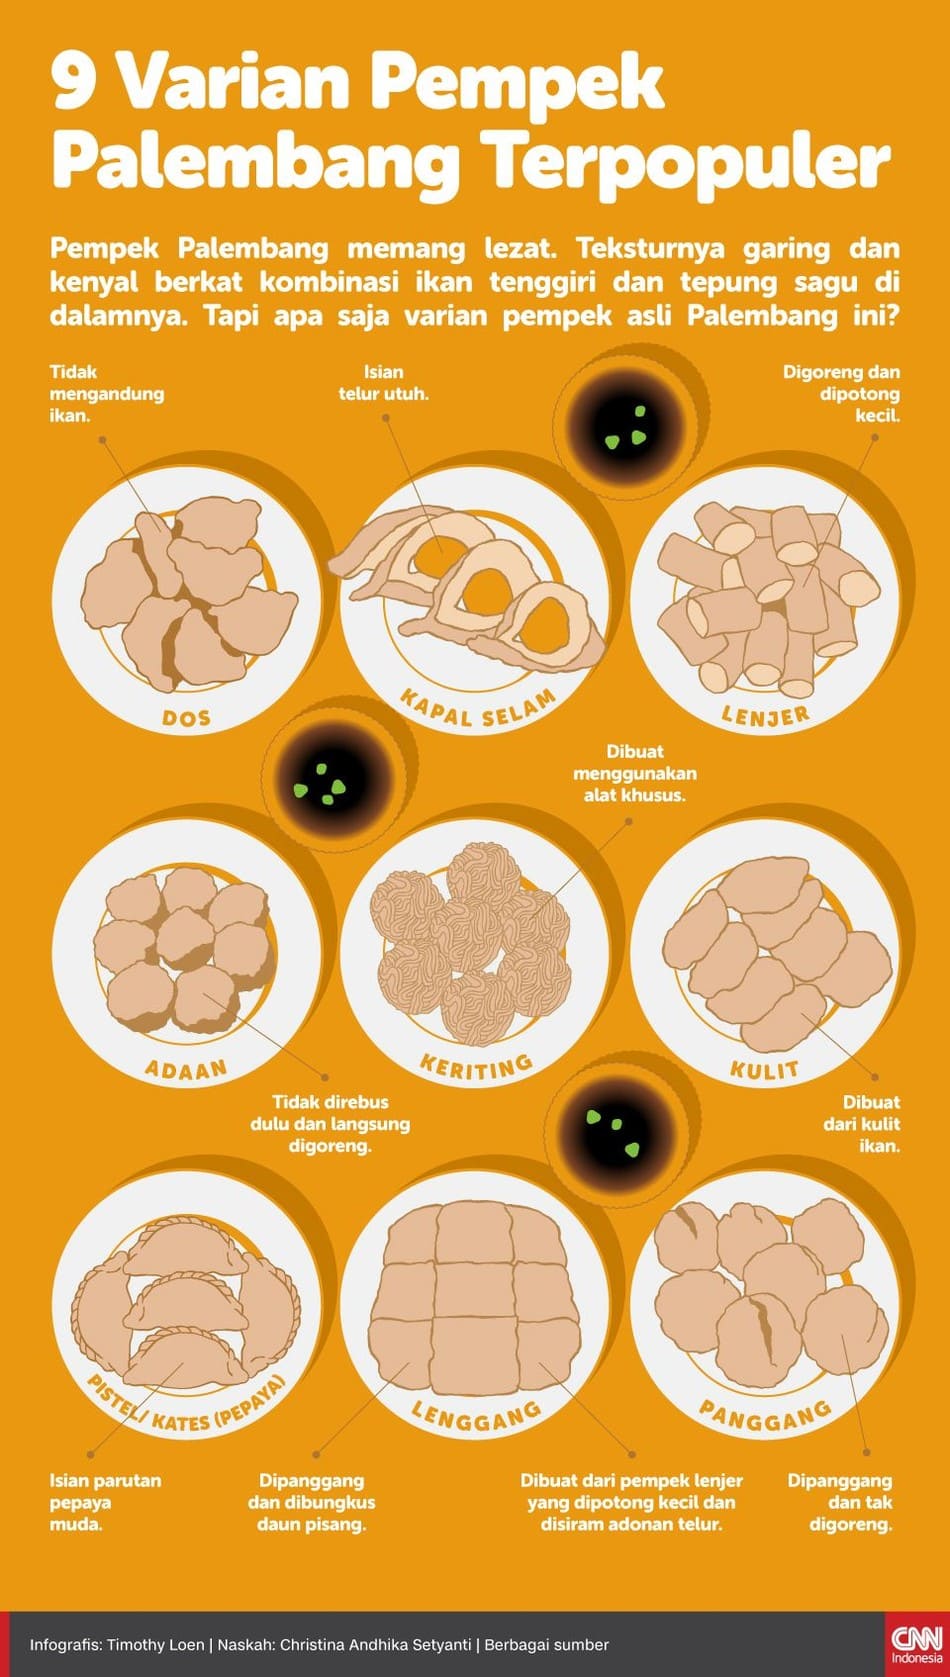 9 Varian Pempek
Palembang Terpopuler
Pempek Palembang memang lezat. Teksturnya garing dan
kenyal berkat kombinasi ikan tenggiri dan tepung sagu di
dalamnya. Tapi apa saja varian pempek asli Palembang ini?
Tidak
mengandung
ikan.
Isian
telur utuh.
Digoreng dan
dipotong
kecil.
DOS
KAPAL SELAM
LENJER
Dibuat
menggunakan
alat khusus.
ADAAN
KERITING
KULIT
Tidak direbus
dulu dan langsung
digoreng.
Dibuat
dari kulit
ikan.
PISTEL/ KATES (PEPAYA)
LENGGANG
PANGGANG
Isian parutan
pepaya
muda.
Dipanggang
dan dibungkus
daun pisang.
Dibuat dari pempek lenjer
yang dipotong kecil dan
disiram adonan telur.
Dipanggang
dan tak
digoreng.
Infografis: Timothy Loen | Naskah: Christina Andhika Setyanti | Berbagai sumber
CNN
Indonesia